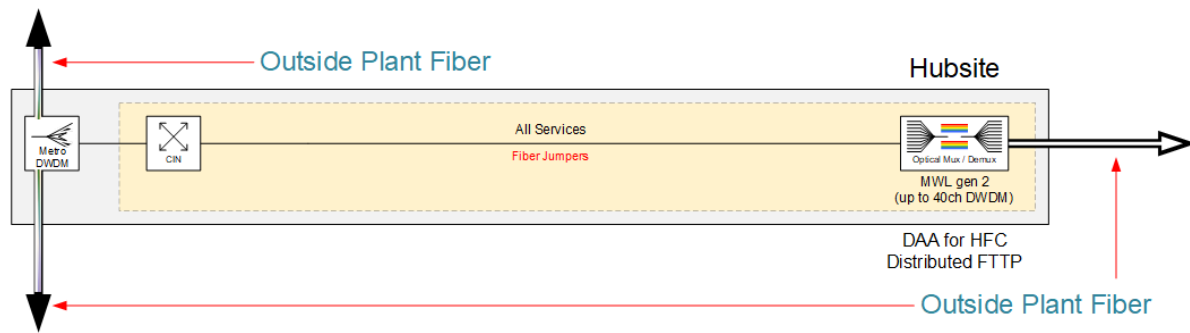 Outside Plant Fiber
Hubsite
Metro
DWDM
CIN
All Services
Fiber Jumpers
Optical Mux / Demux
MWL gen 2
(up to 40ch DWDM)
DAA for HFC
Distributed FTTP
Outside Plant Fiber